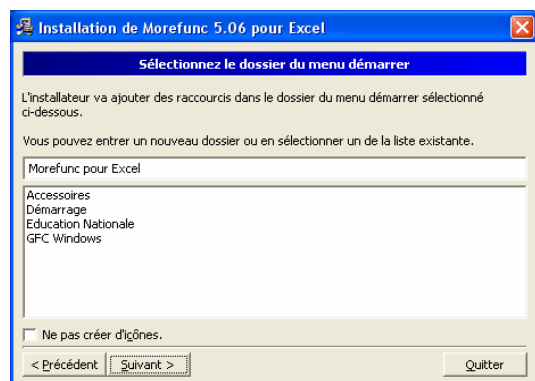 Installation de Morefunc 5.06 pour Excel
Sélectionnez le dossier du menu démarrer
L'installateur va ajouter des raccourcis dans le dossier du menu démarrer sélectionné
ci-dessous.
Vous pouvez entrer un nouveau dossier ou en sélectionner un de la liste existante.
Morefunc pour Excel
Accessoires
Démarrage
Education Nationale
GFC Windows
Ne pas créer d'icônes.
< Précédent Suivant > Quitter